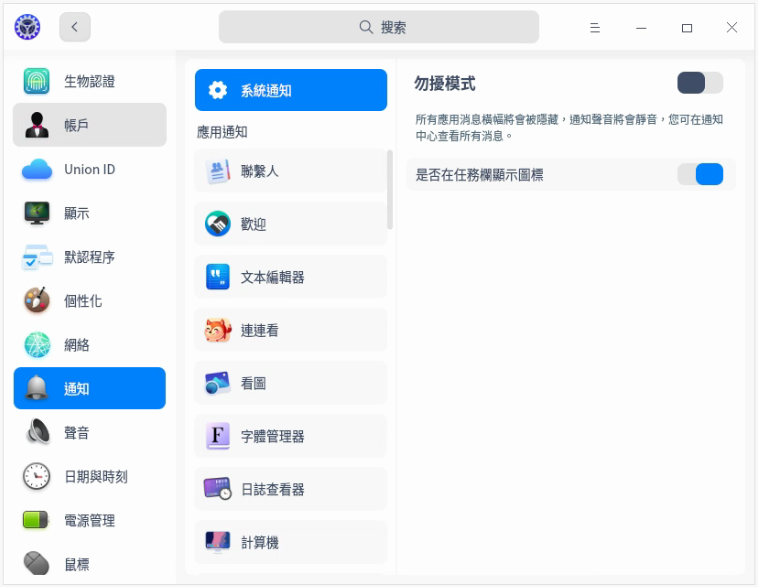 搜索
生物認證
帳戶
Union ID
顯示
默認程序
個性化
網絡
通知
聲音
日期與時刻
電源管理
鼠標
系統通知
應用通知
聯繫人
歡迎
文本編輯器
連連看
看圖
字體管理器
日誌查看器
計算機
勿擾模式
所有應用消息橫幅將會被隱藏，通知聲音將會靜音，您可在通知
中心查看所有消息。
是否在任務欄顯示圖標